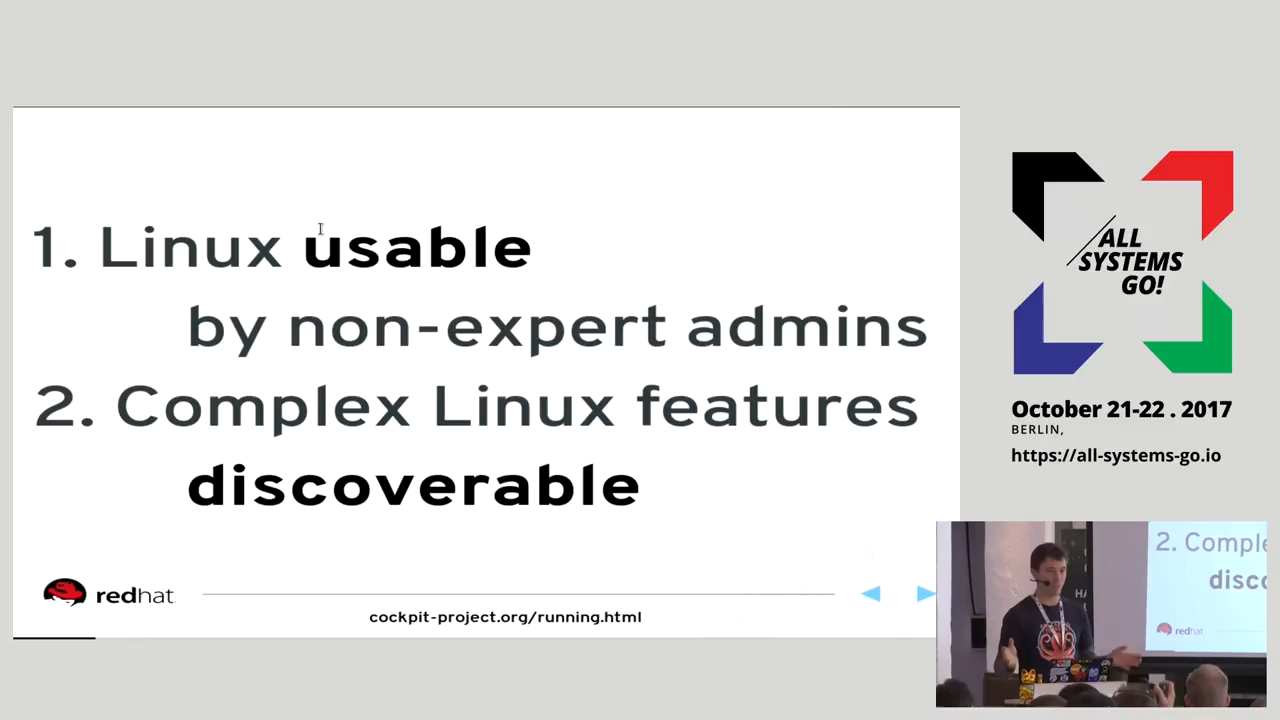 1. Linux usable
by non-expert admins
2. Complex Linux features
discoverable
redhat
cockpit-project.org/running.html
ALL
SYSTEMS
GO!
October 21-22 . 2017
BERLIN,
https://all-systems-go.io
2. Comple
disco
redhat
HA